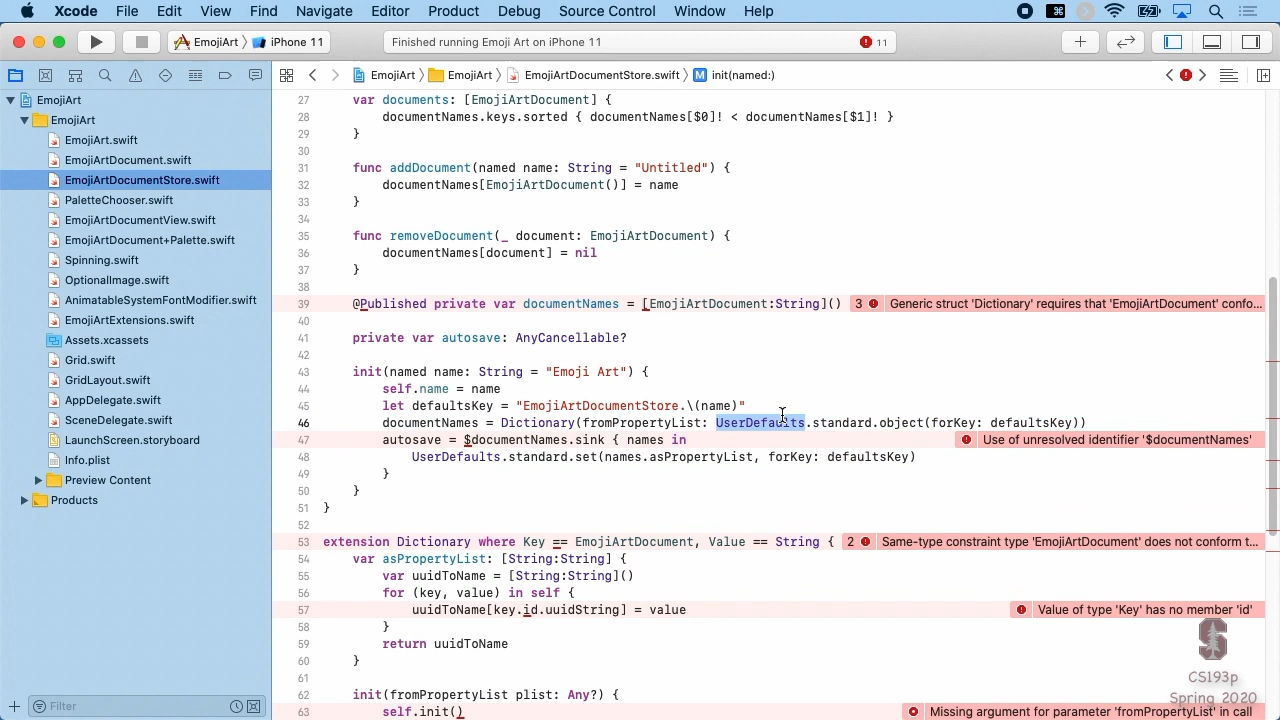 Xcode File Edit View Find Navigate Editor Product Debug Source Control Window Help
EmojiArt iPhone 11 Finished running Emoji Art on iPhone 11 11
EmojiArt EmojiArt EmojiArtDocumentStore.swift M init(named:)
EmojiArt
EmojiArt
EmojiArt.swift
EmojiArtDocument.swift
EmojiArtDocumentStore.swift
PaletteChooser.swift
EmojiArtDocumentView.swift
EmojiArtDocument+Palette.swift
Spinning.swift
OptionalImage.swift
AnimatableSystemFontModifier.swift
EmojiArtExtensions.swift
Assets.xcassets
Grid.swift
GridLayout.swift
AppDelegate.swift
SceneDelegate.swift
LaunchScreen.storyboard
Info.plist
Preview Content
Products
Filter
27 var documents: [EmojiArtDocument] {
28 documentNames.keys.sorted { documentNames[$0]! < documentNames[$1]! }
29 }
30
31 func addDocument(named name: String = "Untitled") {
32 documentNames[EmojiArtDocument()] = name
33 }
34
35 func removeDocument(_ document: EmojiArtDocument) {
36 documentNames[document] = nil
37 }
38
39 @Published private var documentNames = [EmojiArtDocument:String]() 3 Generic struct 'Dictionary' requires that 'EmojiArtDocument' confo...
40
41 private var autosave: AnyCancellable?
42
43 init(named name: String = "Emoji Art") {
44 self.name = name
45 let defaultsKey = "EmojiArtDocumentStore.\(name)"
46 documentNames = Dictionary(fromPropertyList: UserDefaults.standard.object(forKey: defaultsKey))
47 autosave = $documentNames.sink { names in Use of unresolved identifier '$documentNames'
48 UserDefaults.standard.set(names.asPropertyList, forKey: defaultsKey)
49 }
50 }
51 }
52
53 extension Dictionary where Key == EmojiArtDocument, Value == String { 2 Same-type constraint type 'EmojiArtDocument' does not conform t...
54 var asPropertyList: [String:String] {
55 var uuidToName = [String:String]()
56 for (key, value) in self {
57 uuidToName[key.id.uuidString] = value Value of type 'Key' has no member 'id'
58 }
59 return uuidToName
60 }
61
62 init(fromPropertyList plist: Any?) {
63 self.init() Missing argument for parameter 'fromPropertyList' in call
CS193p
Spring 2020